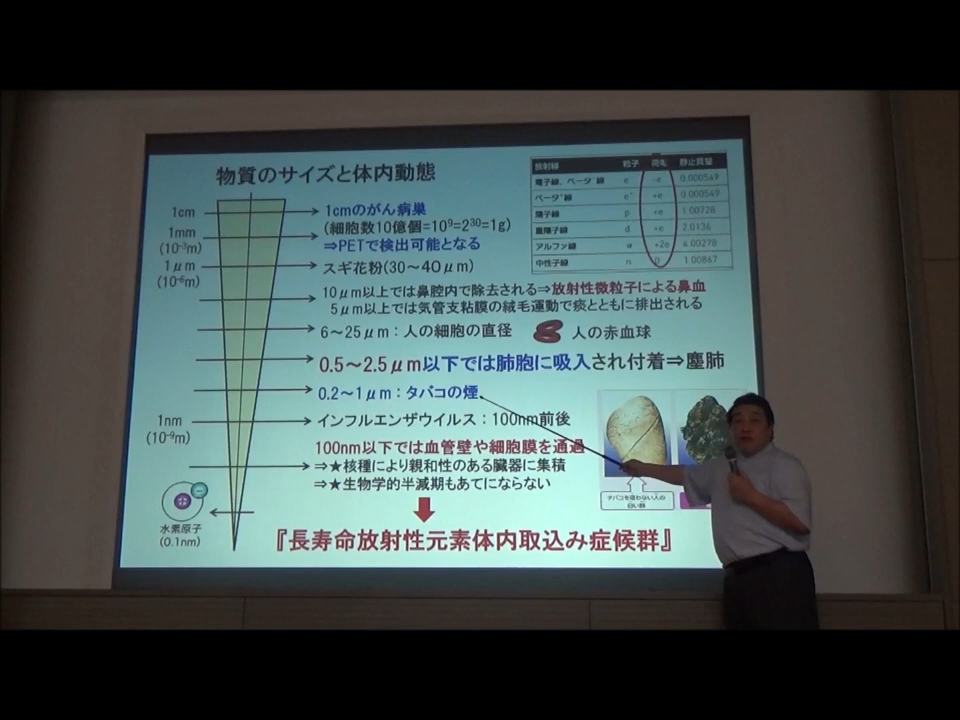 物質のサイズと体内動態
1cm
1mm
(10⁻³m)
1μm
(10⁻⁶m)
1nm
(10⁻⁹m)
水素原子
(0.1nm)
1cmのがん病巣
(細胞数10億個=10⁹=2³⁰=1g)
⇒PETで検出可能となる
スギ花粉(30~40μm)
10μm以上では鼻腔内で除去される⇒放射性微粒子による鼻血
5μm以上では気管支粘膜の絨毛運動で痰とともに排出される
6~25μm:人の細胞の直径 人の赤血球
0.5~2.5μm以下では肺胞に吸入され付着⇒塵肺
0.2~1μm:タバコの煙
インフルエンザウイルス:100nm前後
100nm以下では血管壁や細胞膜を通過
⇒★核種により親和性のある臓器に集積
⇒★生物学的半減期もあてにならない
『長寿命放射性元素体内取込み症候群』
放射線 粒子 荷電 静止質量
電子線、ベータ⁻線 e⁻ -e 0.000549
ベータ⁺線 e⁺ +e 0.000549
陽子線 p +e 1.00728
重陽子線 d +e 2.0136
アルファ線 α +2e 4.00278
中性子線 n 0 1.00867
タバコを吸わない人の
白い肺